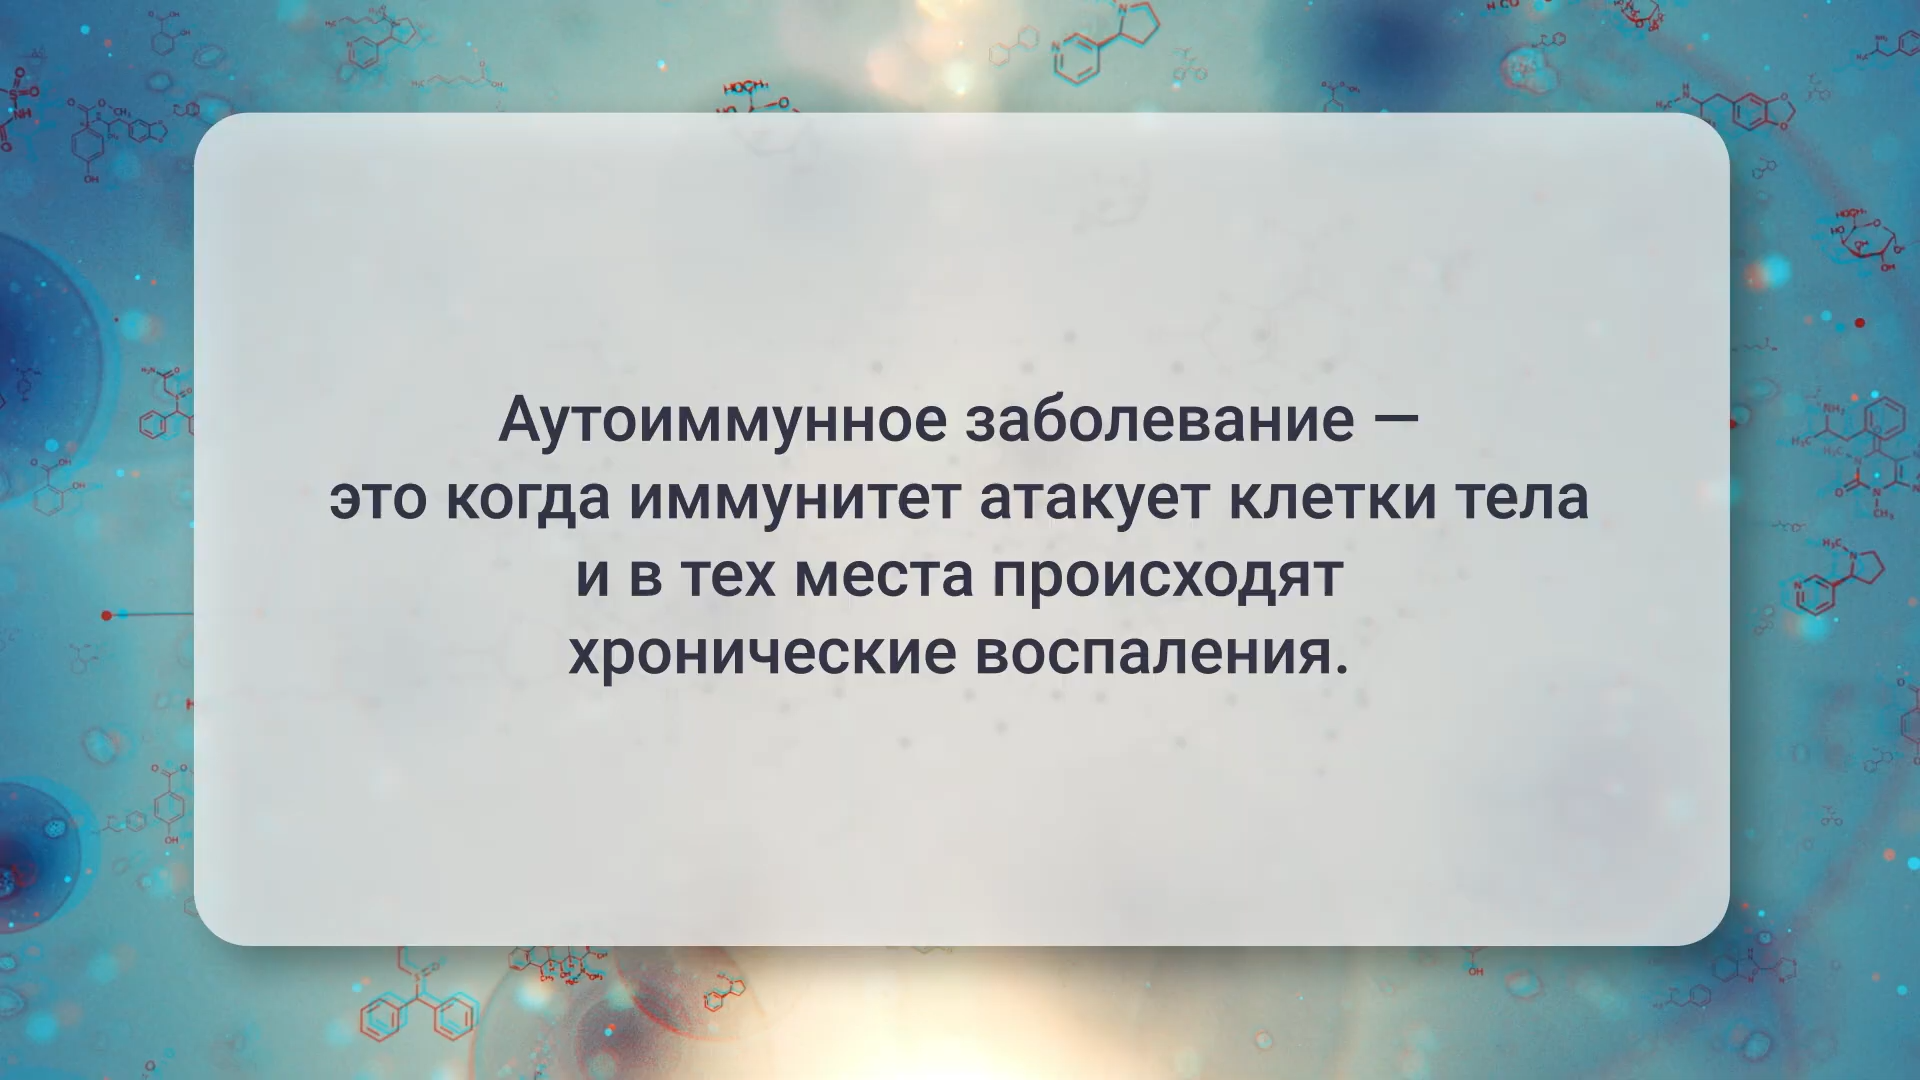 Аутоиммунное заболевание —
это когда иммунитет атакует клетки тела
и в тех места происходят
хронические воспаления.